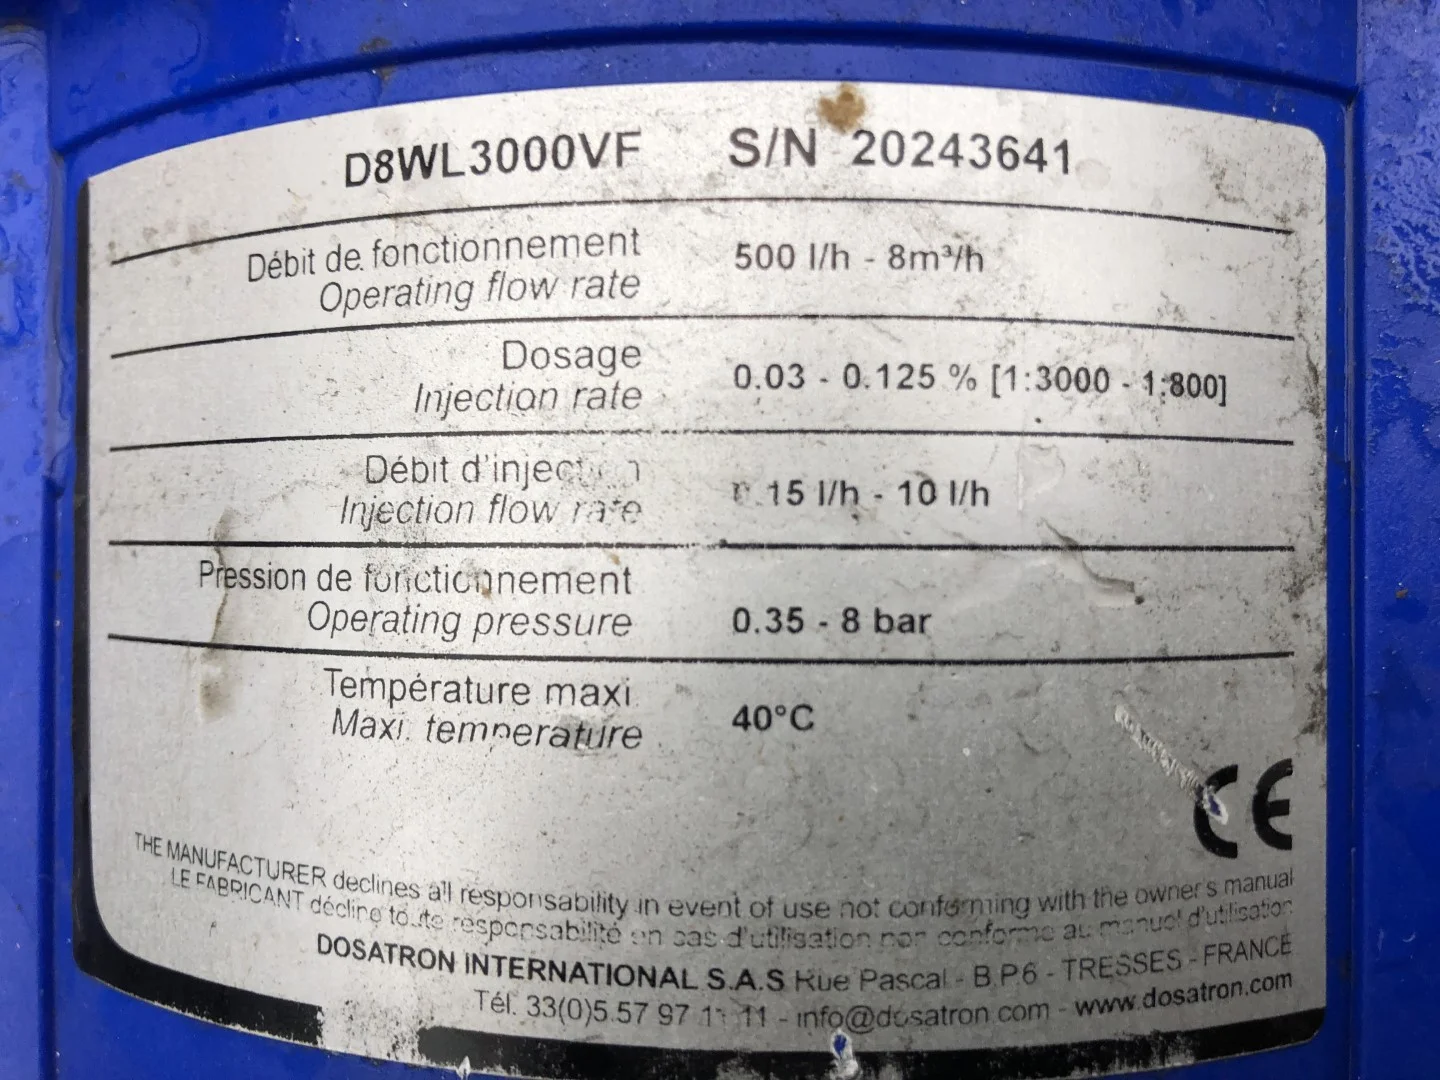 D8WL3000VF S/N 20243641
Débit de fonctionnement
Operating flow rate
500 l/h - 8m³/h
Dosage
Injection rate
0.03 - 0.125 % [1:3000 - 1:800]
Débit d'injection
Injection flow rate
15 l/h - 10 l/h
Pression de fonctionnement
Operating pressure
0.35 - 8 bar
Température maxi
Maxi. temperature
40°C
CE
THE MANUFACTURER declines all responsability in event of use not conforming with the owner's manual
LE FABRICANT décline toute responsabilité en cas d'utilisation non conforme au manuel d'utilisation
DOSATRON INTERNATIONAL S.A.S Rue Pascal - B.P.6 - TRESSES - FRANCE
Tél. 33(0)5.57 97 11 11 - info@dosatron.com - www.dosatron.com